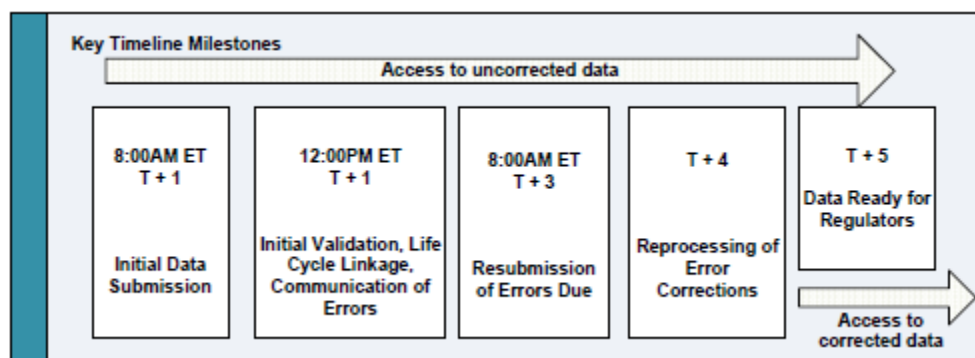 Key Timeline Milestones
Access to uncorrected data
8:00AM ET
T + 1
Initial Data
Submission
12:00PM ET
T + 1
Initial Validation, Life
Cycle Linkage,
Communication of
Errors
8:00AM ET
T + 3
Resubmission
of Errors Due
T + 4
Reprocessing of
Error
Corrections
T + 5
Data Ready for
Regulators
Access to
corrected data